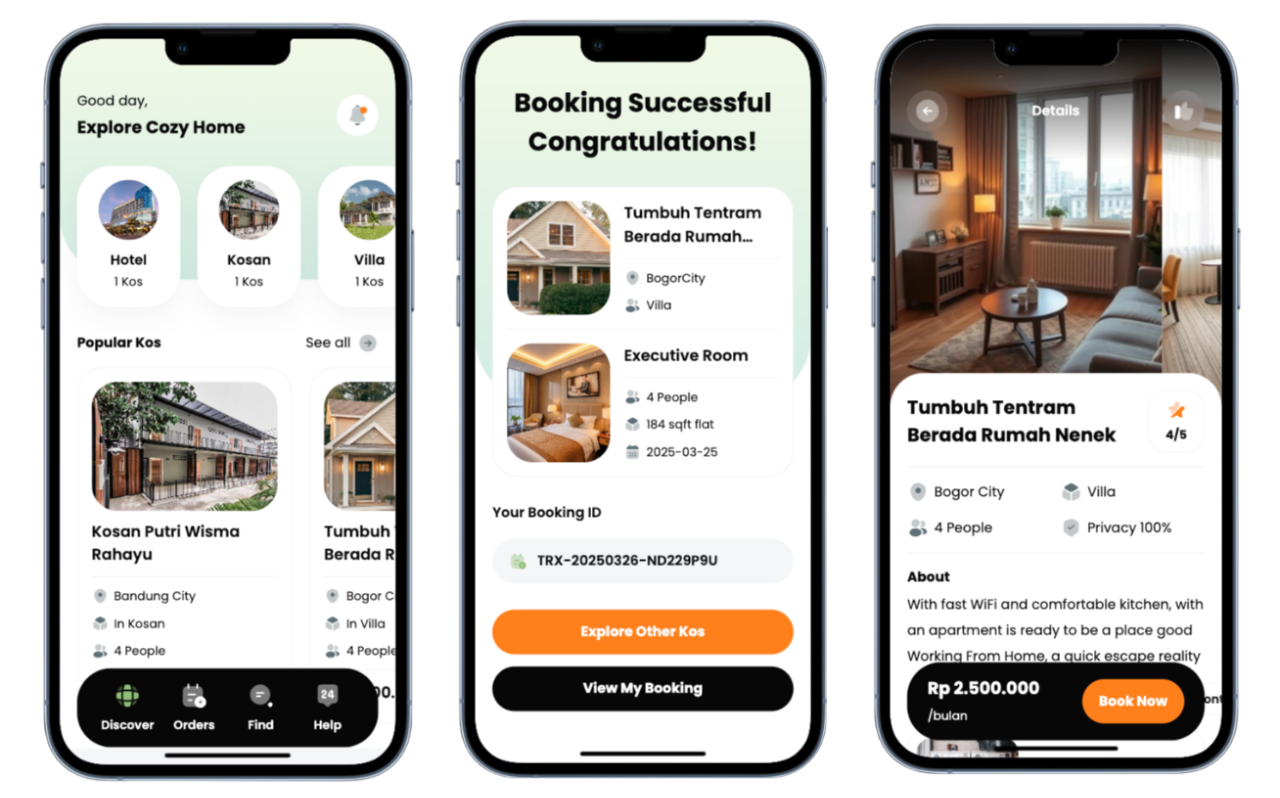 Good day,
Explore Cozy Home
Hotel
1 Kos
Kosan
1 Kos
Villa
1 Kos
Popular Kos
See all
Kosan Putri Wisma
Rahayu
Bandung City
In Kosan
4 People
Tumbuh
Berada R
Bogor C
In Villa
4 People
00.
Discover
Orders
Find
24
Help
Booking Successful
Congratulations!
Tumbuh Tentram
Berada Rumah...
BogorCity
Villa
Executive Room
4 People
184 sqft flat
2025-03-25
Your Booking ID
TRX-20250326-ND229P9U
Explore Other Kos
View My Booking
Details
Tumbuh Tentram
Berada Rumah Nenek
4/5
Bogor City
Villa
4 People
Privacy 100%
About
With fast WiFi and comfortable kitchen, with
an apartment is ready to be a place good
Working From Home, a quick escape reality
Rp 2.500.000
/bulan
Book Now
ont